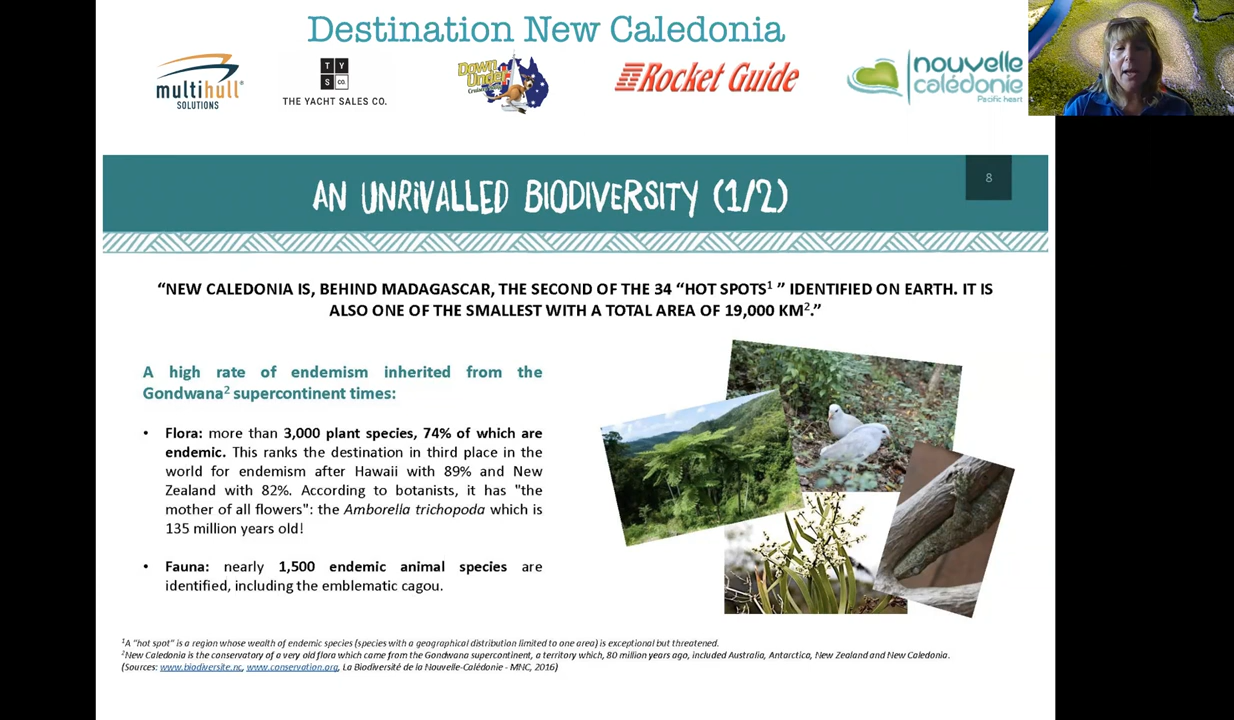 Destination New Caledonia
multihull®
SOLUTIONS
T Y
S CO.
THE YACHT SALES CO.
Down
Under
Rocket Guide
nouvelle
calédonie
Pacific heart
AN UNRiVALLED BiODiVERSiTY (1/2)
8
“NEW CALEDONIA IS, BEHIND MADAGASCAR, THE SECOND OF THE 34 “HOT SPOTS¹ ” IDENTIFIED ON EARTH. IT IS
ALSO ONE OF THE SMALLEST WITH A TOTAL AREA OF 19,000 KM².”
A high rate of endemism inherited from the
Gondwana² supercontinent times:
• Flora: more than 3,000 plant species, 74% of which are
endemic. This ranks the destination in third place in the
world for endemism after Hawaii with 89% and New
Zealand with 82%. According to botanists, it has "the
mother of all flowers": the Amborella trichopoda which is
135 million years old!
• Fauna: nearly 1,500 endemic animal species are
identified, including the emblematic cagou.
¹A "hot spot" is a region whose wealth of endemic species (species with a geographical distribution limited to one area) is exceptional but threatened.
²New Caledonia is the conservatory of a very old flora which came from the Gondwana supercontinent, a territory which, 80 million years ago, included Australia, Antarctica, New Zealand and New Caledonia.
(Sources: www.biodiversite.nc, www.conservation.org, La Biodiversité de la Nouvelle-Calédonie - MNC, 2016)